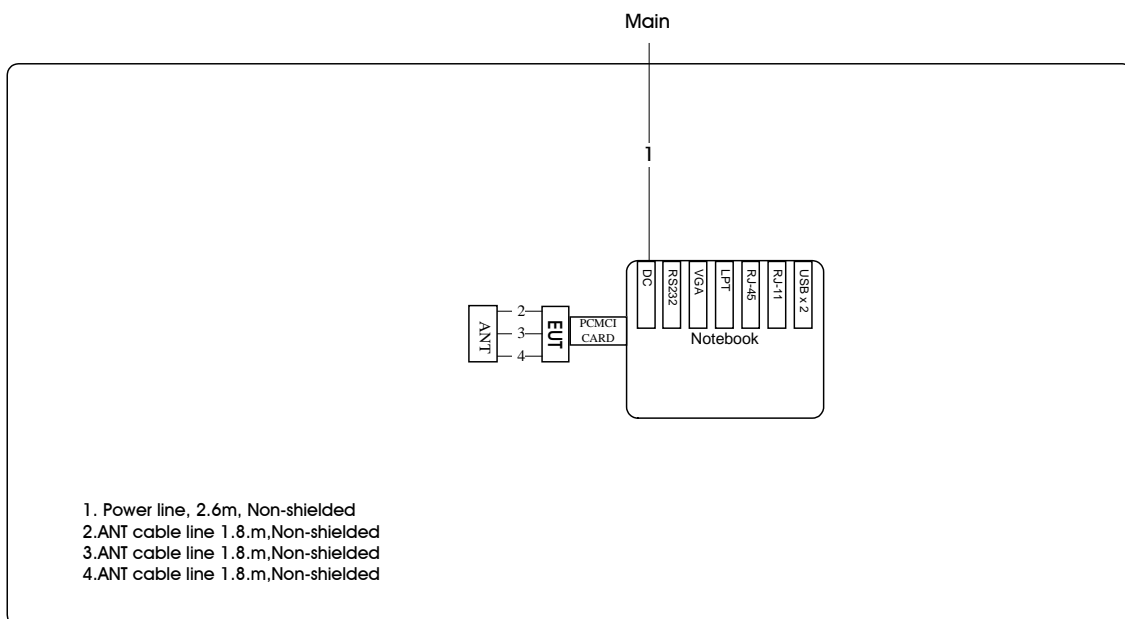 Main
1
DC
RS232
VGA
LPT
RJ-45
RJ-11
USB x 2
ANT
2
3
4
EUT
PCMCI
CARD
Notebook
1. Power line, 2.6m, Non-shielded
2.ANT cable line 1.8.m,Non-shielded
3.ANT cable line 1.8.m,Non-shielded
4.ANT cable line 1.8.m,Non-shielded